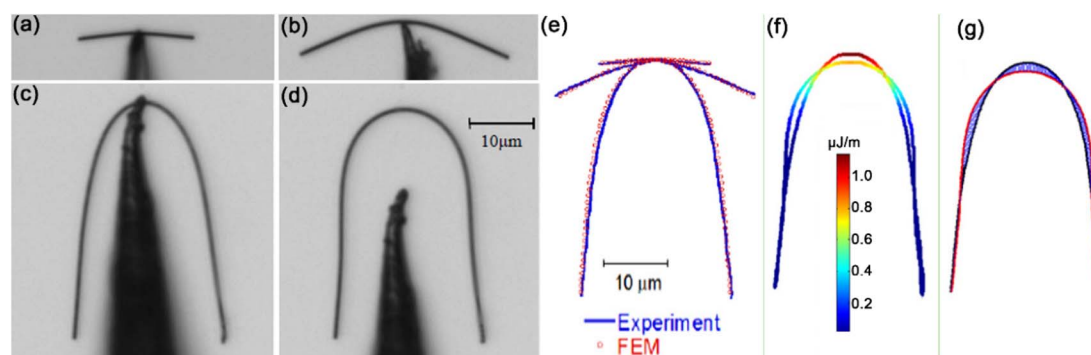 (a)
(b)
(c)
(d)
10μm
(e)
10 μm
Experiment
FEM
(f)
μJ/m
1.0
0.8
0.6
0.4
0.2
(g)